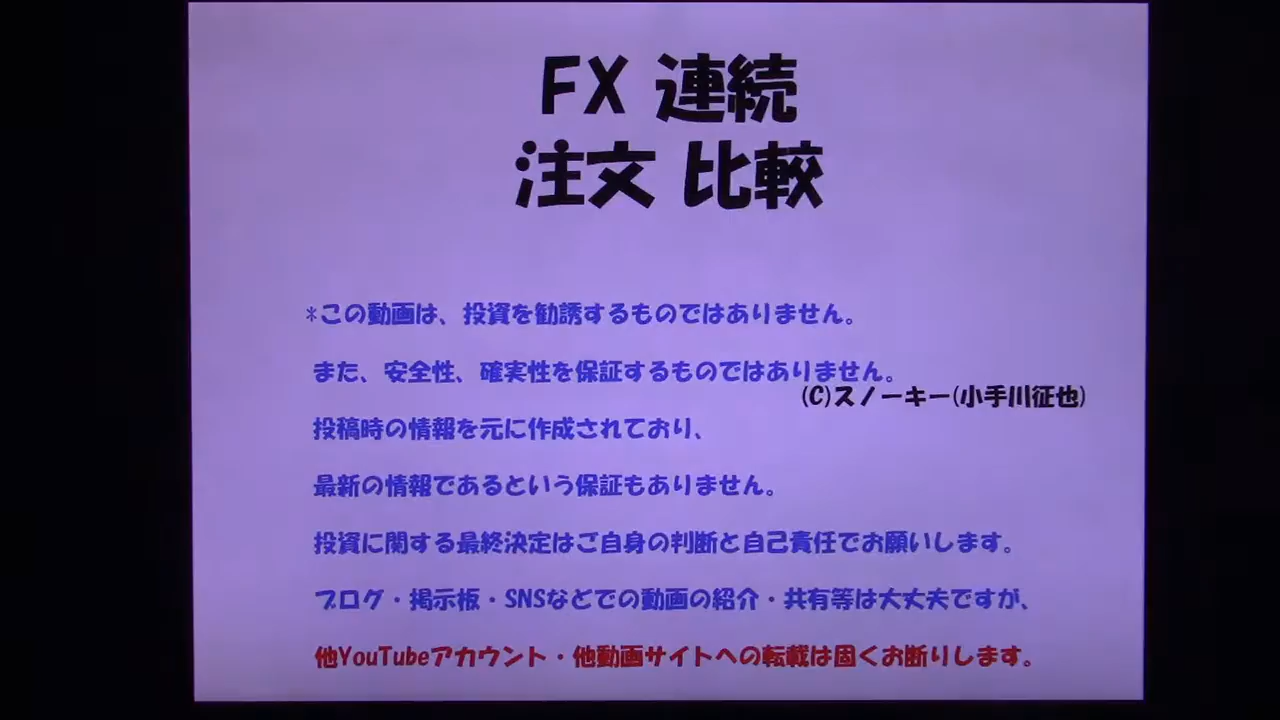 FX 連続
注文 比較
*この動画は、投資を勧誘するものではありません。
また、安全性、確実性を保証するものではありません。
(C)スノーキー(小手川征也)
投稿時の情報を元に作成されており、
最新の情報であるという保証もありません。
投資に関する最終決定はご自身の判断と自己責任でお願いします。
ブログ・掲示板・SNSなどでの動画の紹介・共有等は大丈夫ですが、
他YouTubeアカウント・他動画サイトへの転載は固くお断りします。